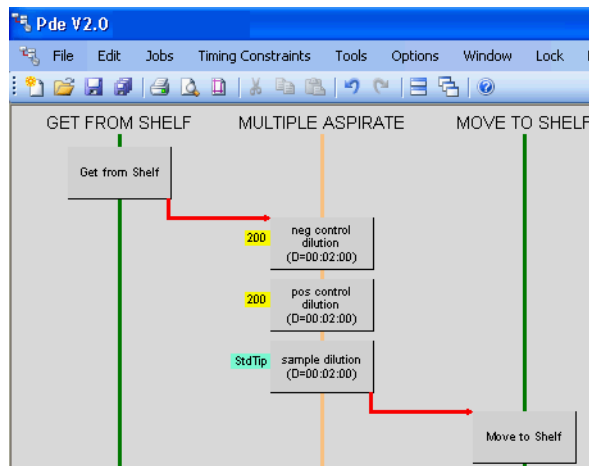 Pde V2.0
File Edit Jobs Timing Constraints Tools Options Window Lock
GET FROM SHELF MULTIPLE ASPIRATE MOVE TO SHELF
Get from Shelf
200
neg control
dilution
(D=00:02:00)
200
pos control
dilution
(D=00:02:00)
StdTip
sample dilution
(D=00:02:00)
Move to Shelf